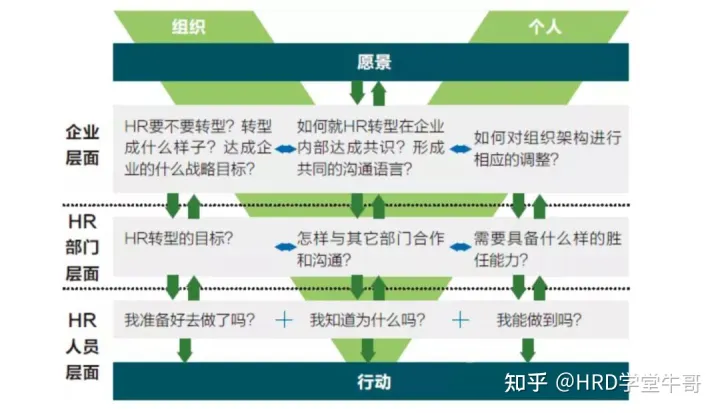 组织
个人
愿景
企业
层面
HR要不要转型？转型
成什么样子？达成企
业的什么战略目标？
如何就HR转型在企业
内部达成共识？形成
共同的沟通语言？
如何对组织架构进行
相应的调整？
HR
部门
层面
HR转型的目标？
怎样与其它部门合作
和沟通？
需要具备什么样的胜
任能力？
HR
人员
层面
我准备好去做了吗？ + 我知道为什么吗？ + 我能做到吗？
行动
知乎 @HRD学堂牛哥